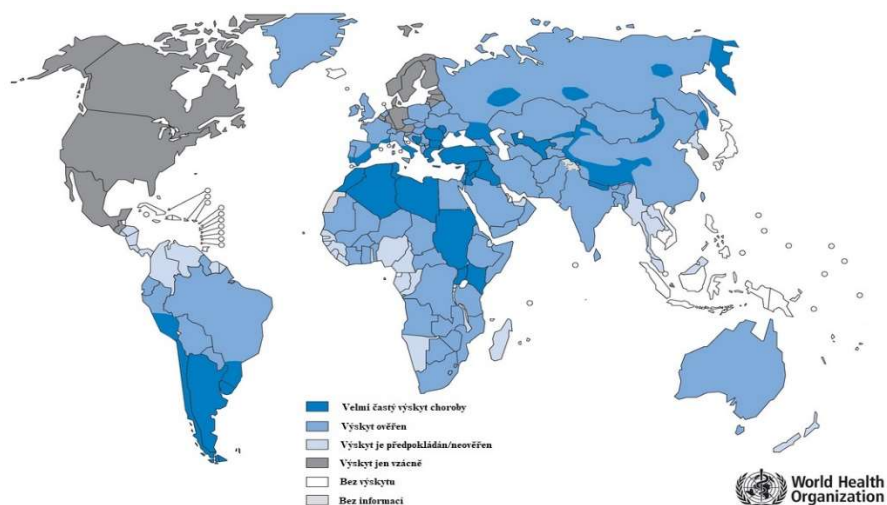 Velmi častý výskyt choroby
Výskyt ověřen
Výskyt je předpokládán/neověřen
Výskyt jen vzácně
Bez výskytu
Bez informací
World Health
Organization